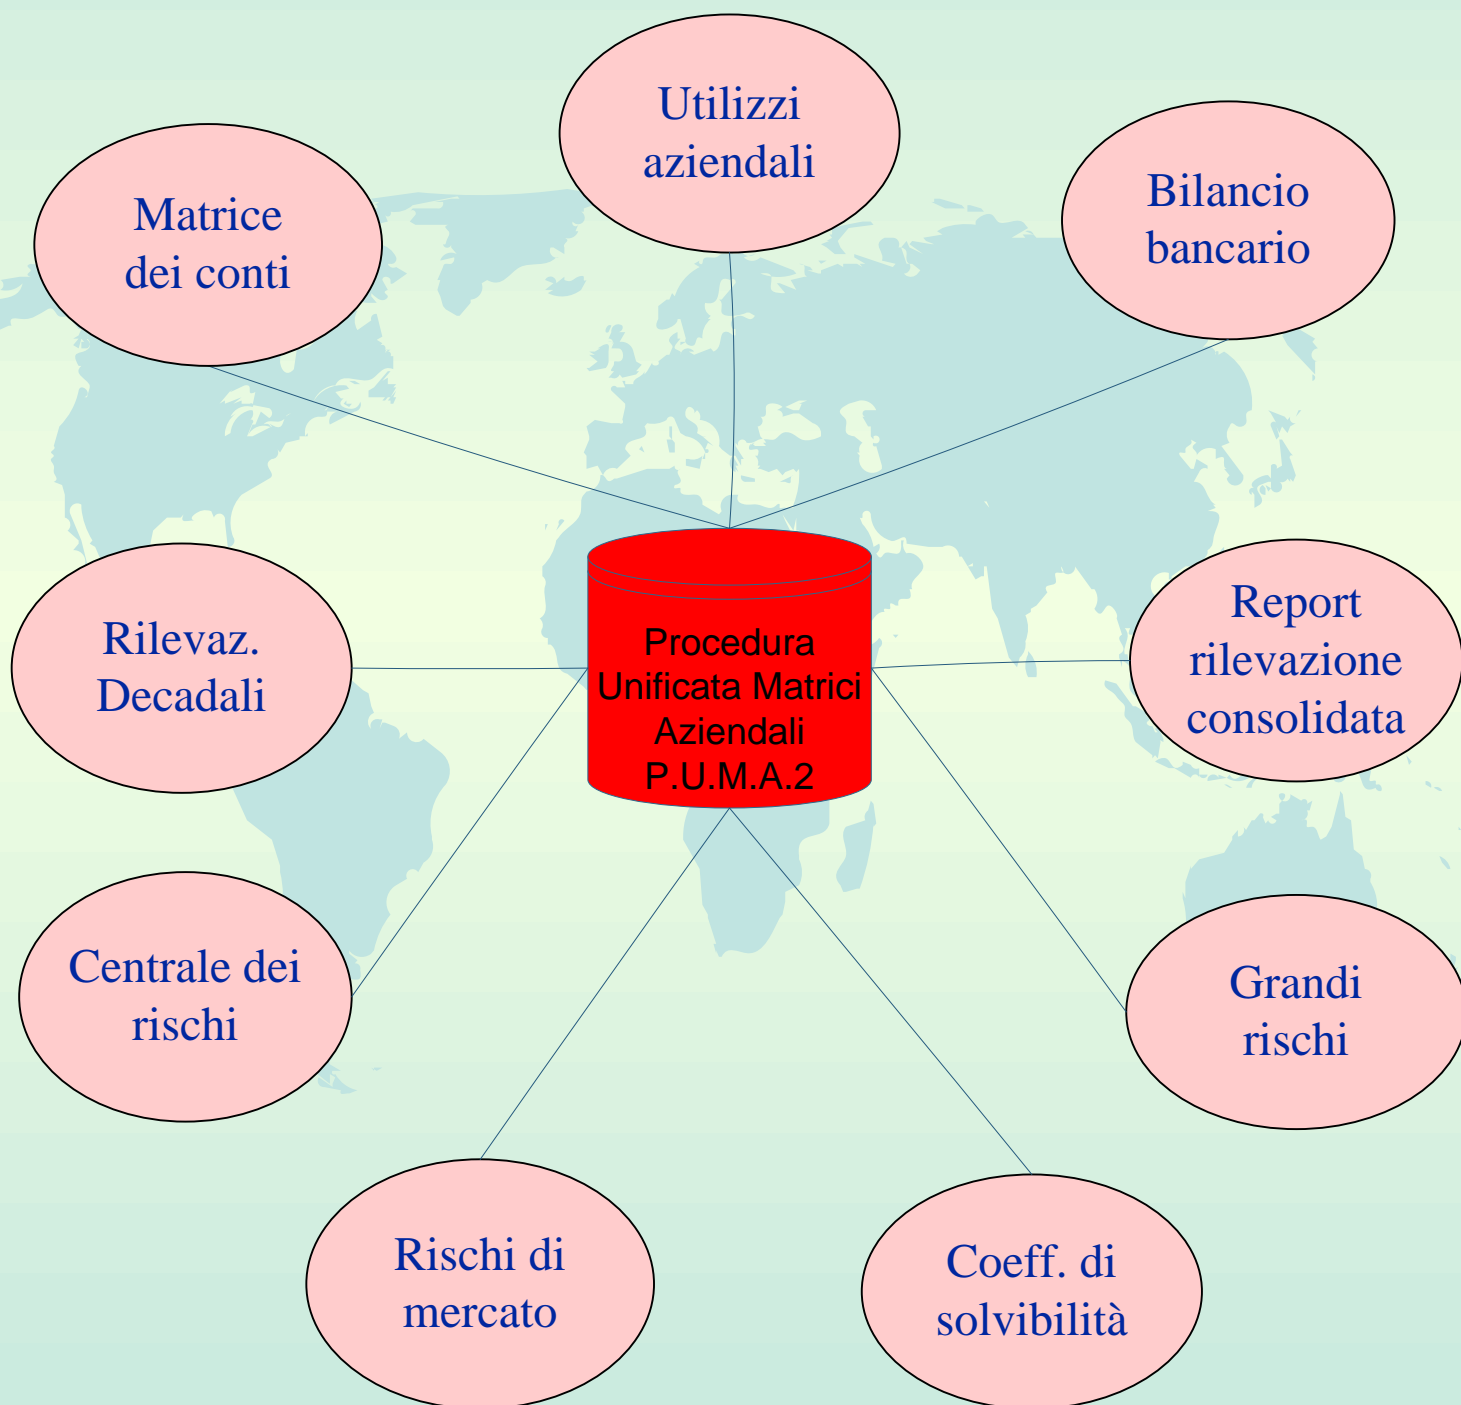 Utilizzi
aziendali
Matrice
dei conti
Bilancio
bancario
Procedura
Unificata Matrici
Aziendali
P.U.M.A.2
Rilevaz.
Decadali
Report
rilevazione
consolidata
Centrale dei
rischi
Grandi
rischi
Rischi di
mercato
Coeff. di
solvibilità